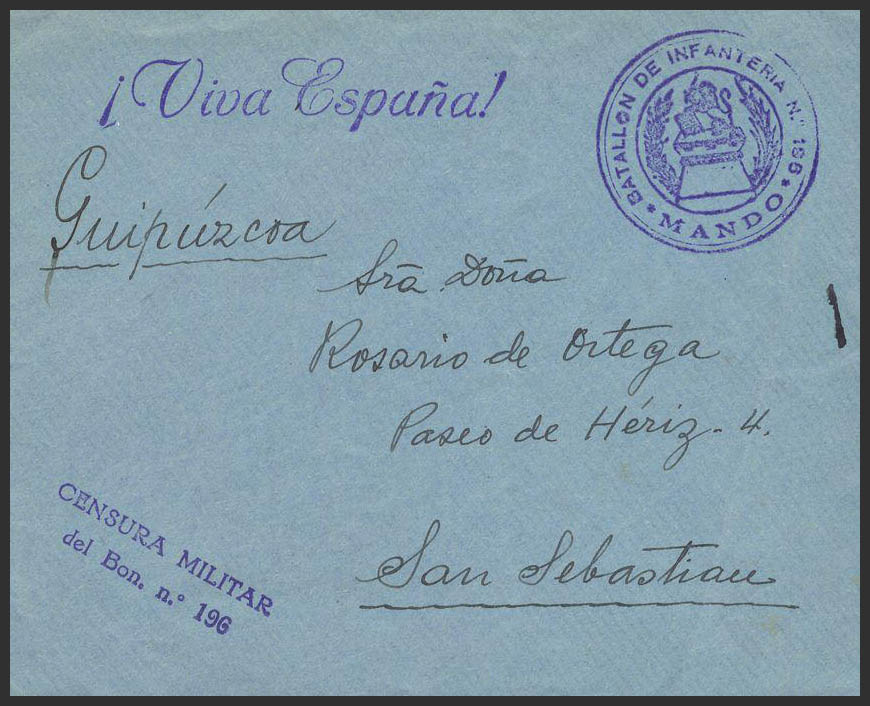 ¡Viva España!
BATALLON DE INFANTERIA N.º 196
* MANDO *
Guipúzcoa
Srā Doña
Rosario de Ortega
Paseo de Hériz - 4.
San Sebastian
CENSURA MILITAR
del Bon. n.º 196